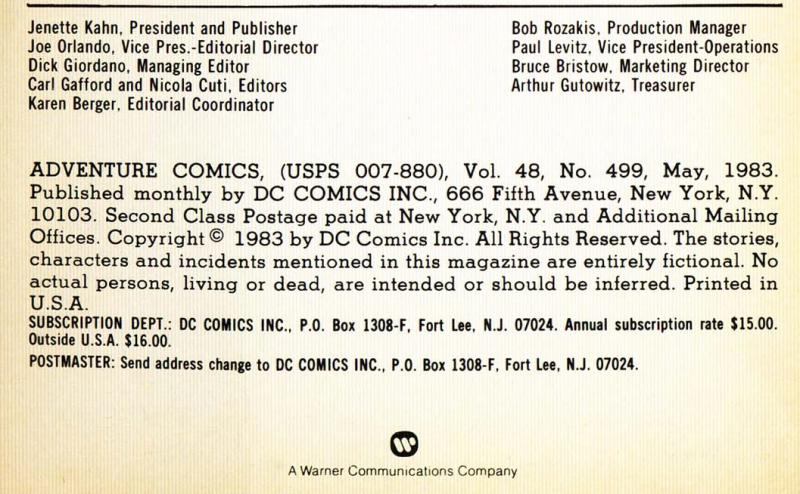 Jenette Kahn, President and Publisher
Joe Orlando, Vice Pres.-Editorial Director
Dick Giordano, Managing Editor
Carl Gafford and Nicola Cuti, Editors
Karen Berger, Editorial Coordinator
Bob Rozakis, Production Manager
Paul Levitz, Vice President-Operations
Bruce Bristow, Marketing Director
Arthur Gutowitz, Treasurer
ADVENTURE COMICS, (USPS 007-880), Vol. 48, No. 499, May, 1983.
Published monthly by DC COMICS INC., 666 Fifth Avenue, New York, N.Y.
10103. Second Class Postage paid at New York, N.Y. and Additional Mailing
Offices. Copyright © 1983 by DC Comics Inc. All Rights Reserved. The stories,
characters and incidents mentioned in this magazine are entirely fictional. No
actual persons, living or dead, are intended or should be inferred. Printed in
U.S.A.
SUBSCRIPTION DEPT.: DC COMICS INC., P.O. Box 1308-F, Fort Lee, N.J. 07024. Annual subscription rate $15.00.
Outside U.S.A. $16.00.
POSTMASTER: Send address change to DC COMICS INC., P.O. Box 1308-F, Fort Lee, N.J. 07024.
A Warner Communications Company